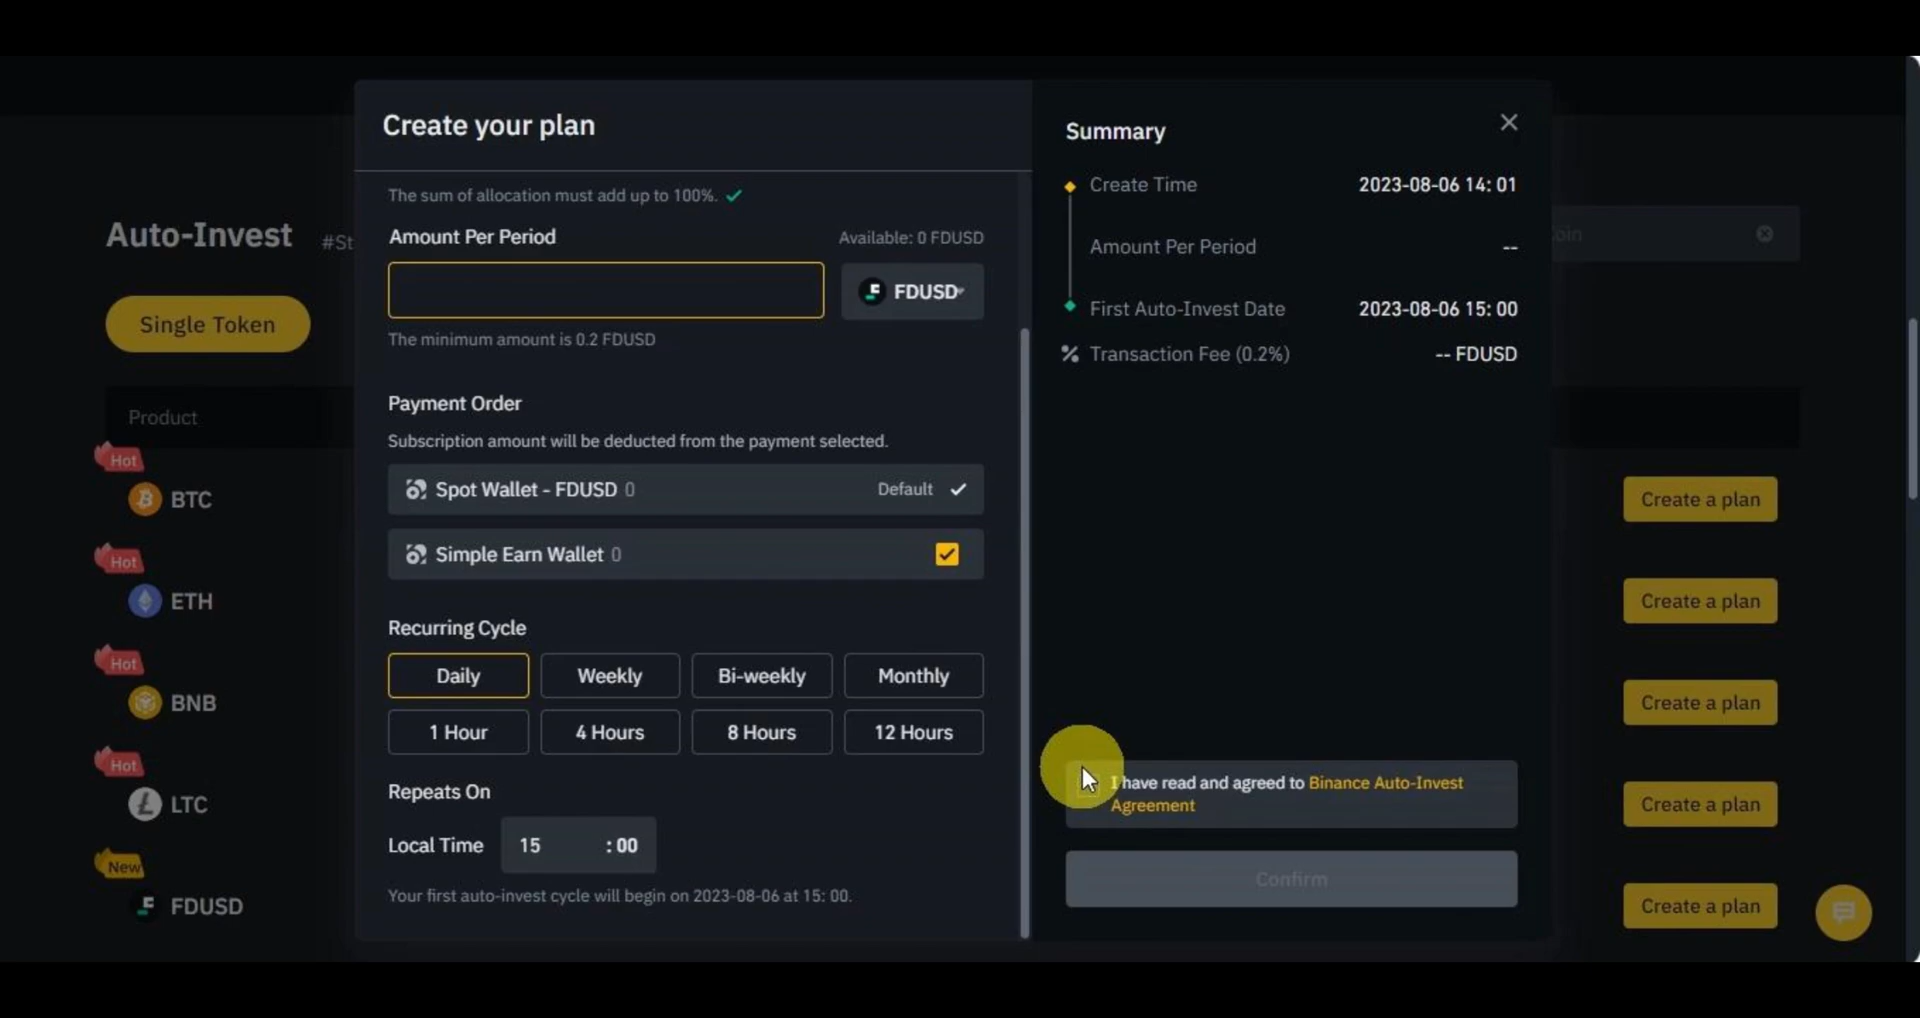 Create your plan
The sum of allocation must add up to 100%.
Amount Per Period
Available: 0 FDUSD
FDUSD
The minimum amount is 0.2 FDUSD
Payment Order
Subscription amount will be deducted from the payment selected.
Spot Wallet - FDUSD 0
Default
Simple Earn Wallet 0
Recurring Cycle
Daily
Weekly
Bi-weekly
Monthly
1 Hour
4 Hours
8 Hours
12 Hours
Repeats On
Local Time
15 : 00
Your first auto-invest cycle will begin on 2023-08-06 at 15: 00.
Summary
Create Time
2023-08-06 14: 01
Amount Per Period
--
First Auto-Invest Date
2023-08-06 15: 00
% Transaction Fee (0.2%)
-- FDUSD
I have read and agreed to Binance Auto-Invest
Agreement
Confirm
Auto-Invest
#St
Single Token
Product
Hot
BTC
Create a plan
Hot
ETH
Create a plan
Hot
BNB
Create a plan
Hot
LTC
Create a plan
New
FDUSD
Create a plan